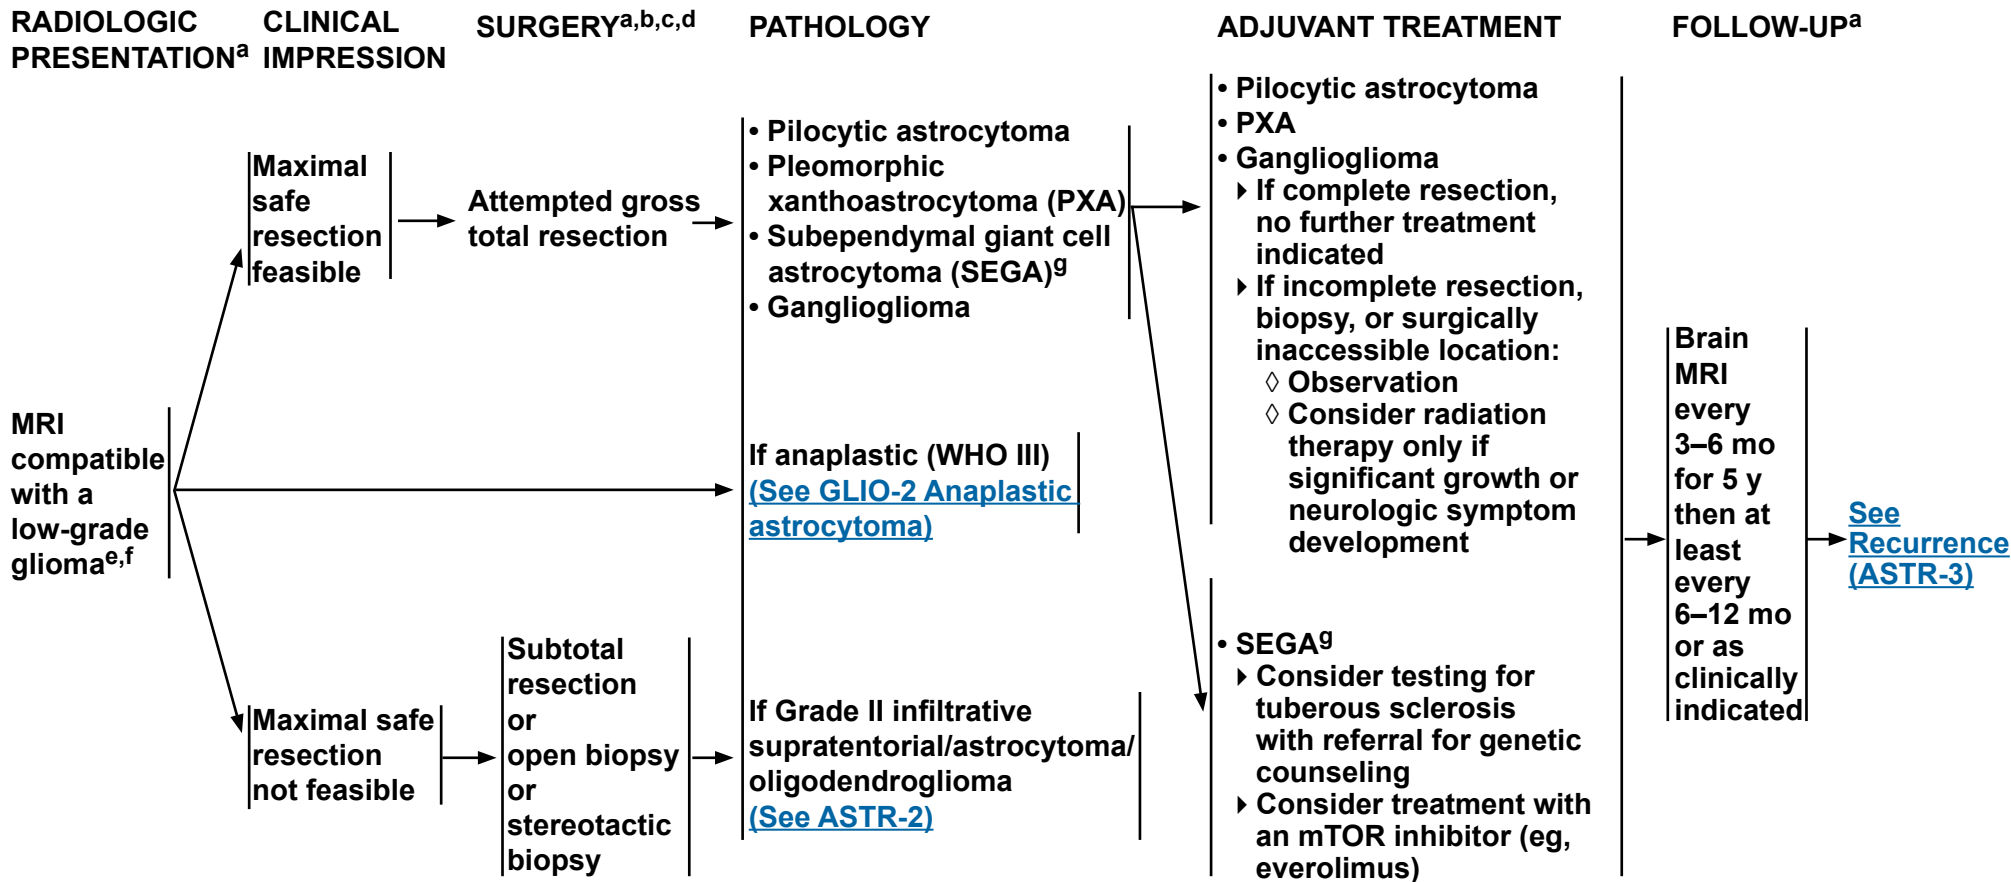 RADIOLOGIC
PRESENTATIONᵃ
CLINICAL
IMPRESSION
SURGERYᵃ,ᵇ,ᶜ,ᵈ
PATHOLOGY
ADJUVANT TREATMENT
FOLLOW-UPᵃ
MRI
compatible
with a
low-grade
gliomaᵉ,ᶠ
Maximal
safe
resection
feasible
Attempted gross
total resection
• Pilocytic astrocytoma
• Pleomorphic
xanthoastrocytoma (PXA)
• Subependymal giant cell
astrocytoma (SEGA)ᵍ
• Ganglioglioma
If anaplastic (WHO III)
(See GLIO-2 Anaplastic
astrocytoma)
Maximal safe
resection
not feasible
Subtotal
resection
or
open biopsy
or
stereotactic
biopsy
If Grade II infiltrative
supratentorial/astrocytoma/
oligodendroglioma
(See ASTR-2)
• Pilocytic astrocytoma
• PXA
• Ganglioglioma
▸ If complete resection,
no further treatment
indicated
▸ If incomplete resection,
biopsy, or surgically
inaccessible location:
◊ Observation
◊ Consider radiation
therapy only if
significant growth or
neurologic symptom
development
• SEGAᵍ
▸ Consider testing for
tuberous sclerosis
with referral for genetic
counseling
▸ Consider treatment with
an mTOR inhibitor (eg,
everolimus)
Brain
MRI
every
3–6 mo
for 5 y
then at
least
every
6–12 mo
or as
clinically
indicated
See
Recurrence
(ASTR-3)